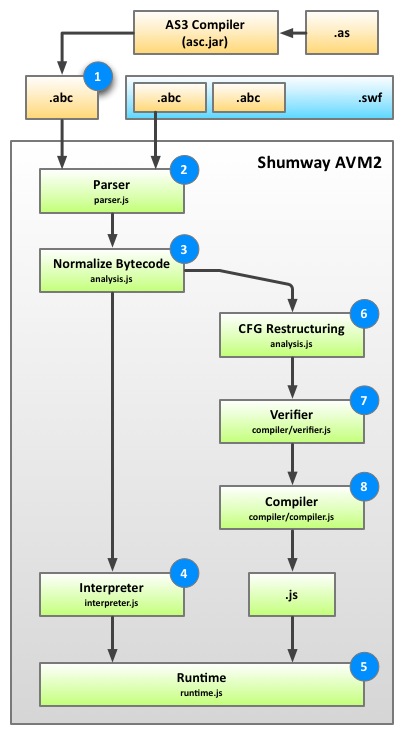 AS3 Compiler
(asc.jar)
.as
1
.abc
.abc
.abc
.swf
Shumway AVM2
2
Parser
parser.js
3
Normalize Bytecode
analysis.js
6
CFG Restructuring
analysis.js
7
Verifier
compiler/verifier.js
8
Compiler
compiler/compiler.js
4
Interpreter
interpreter.js
.js
5
Runtime
runtime.js